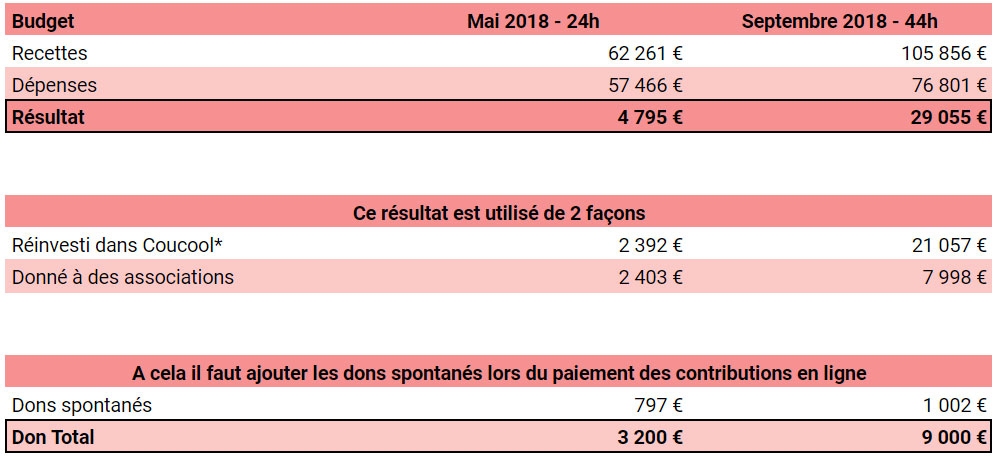 Budget Mai 2018 - 24h Septembre 2018 - 44h
Recettes 62 261 € 105 856 €
Dépenses 57 466 € 76 801 €
Résultat 4 795 € 29 055 €
Ce résultat est utilisé de 2 façons
Réinvesti dans Coucool* 2 392 € 21 057 €
Donné à des associations 2 403 € 7 998 €
A cela il faut ajouter les dons spontanés lors du paiement des contributions en ligne
Dons spontanés 797 € 1 002 €
Don Total 3 200 € 9 000 €